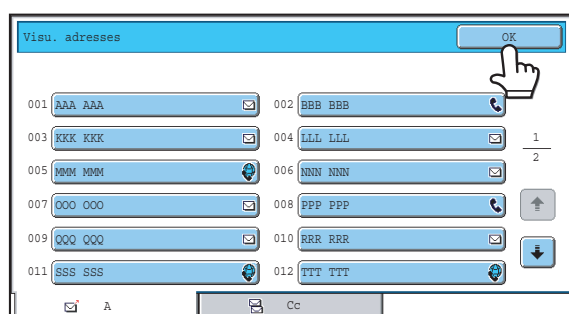 Visu. adresses OK
001 AAA AAA 002 BBB BBB
003 KKK KKK 004 LLL LLL
1
005 MMM MMM 006 NNN NNN
2
007 OOO OOO 008 PPP PPP
009 QQQ QQQ 010 RRR RRR
011 SSS SSS 012 TTT TTT
A Cc